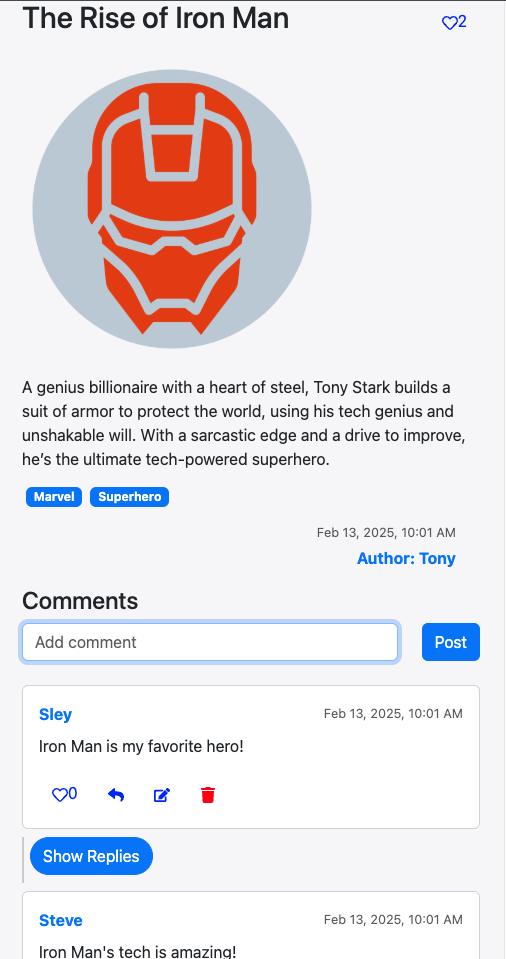 The Rise of Iron Man
2
A genius billionaire with a heart of steel, Tony Stark builds a
suit of armor to protect the world, using his tech genius and
unshakable will. With a sarcastic edge and a drive to improve,
he’s the ultimate tech-powered superhero.
Marvel Superhero
Feb 13, 2025, 10:01 AM
Author: Tony
Comments
Add comment Post
Sley Feb 13, 2025, 10:01 AM
Iron Man is my favorite hero!
0
Show Replies
Steve Feb 13, 2025, 10:01 AM
Iron Man's tech is amazing!